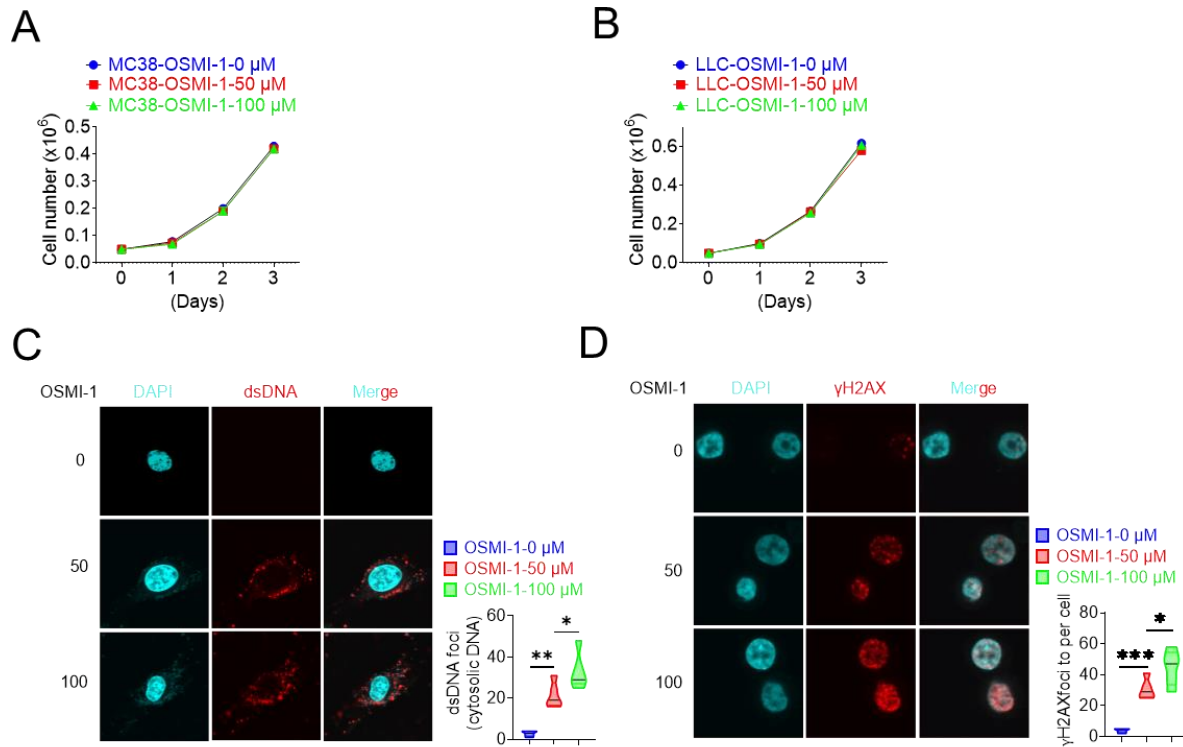 A
MC38-OSMI-1-0 µM
MC38-OSMI-1-50 µM
MC38-OSMI-1-100 µM
Cell number (x10⁶)
0.5
0.4
0.3
0.2
0.1
0.0
0 1 2 3
(Days)
B
LLC-OSMI-1-0 µM
LLC-OSMI-1-50 µM
LLC-OSMI-1-100 µM
Cell number (x10⁶)
0.6
0.4
0.2
0.0
0 1 2 3
(Days)
C
OSMI-1 DAPI dsDNA Merge
0
50
100
OSMI-1-0 µM
OSMI-1-50 µM
OSMI-1-100 µM
dsDNA foci
(cytosolic DNA)
60
40
20
0
** *
D
OSMI-1 DAPI γH2AX Merge
0
50
100
OSMI-1-0 µM
OSMI-1-50 µM
OSMI-1-100 µM
γH2AXfoci to per cell
80
60
40
20
0
*** *